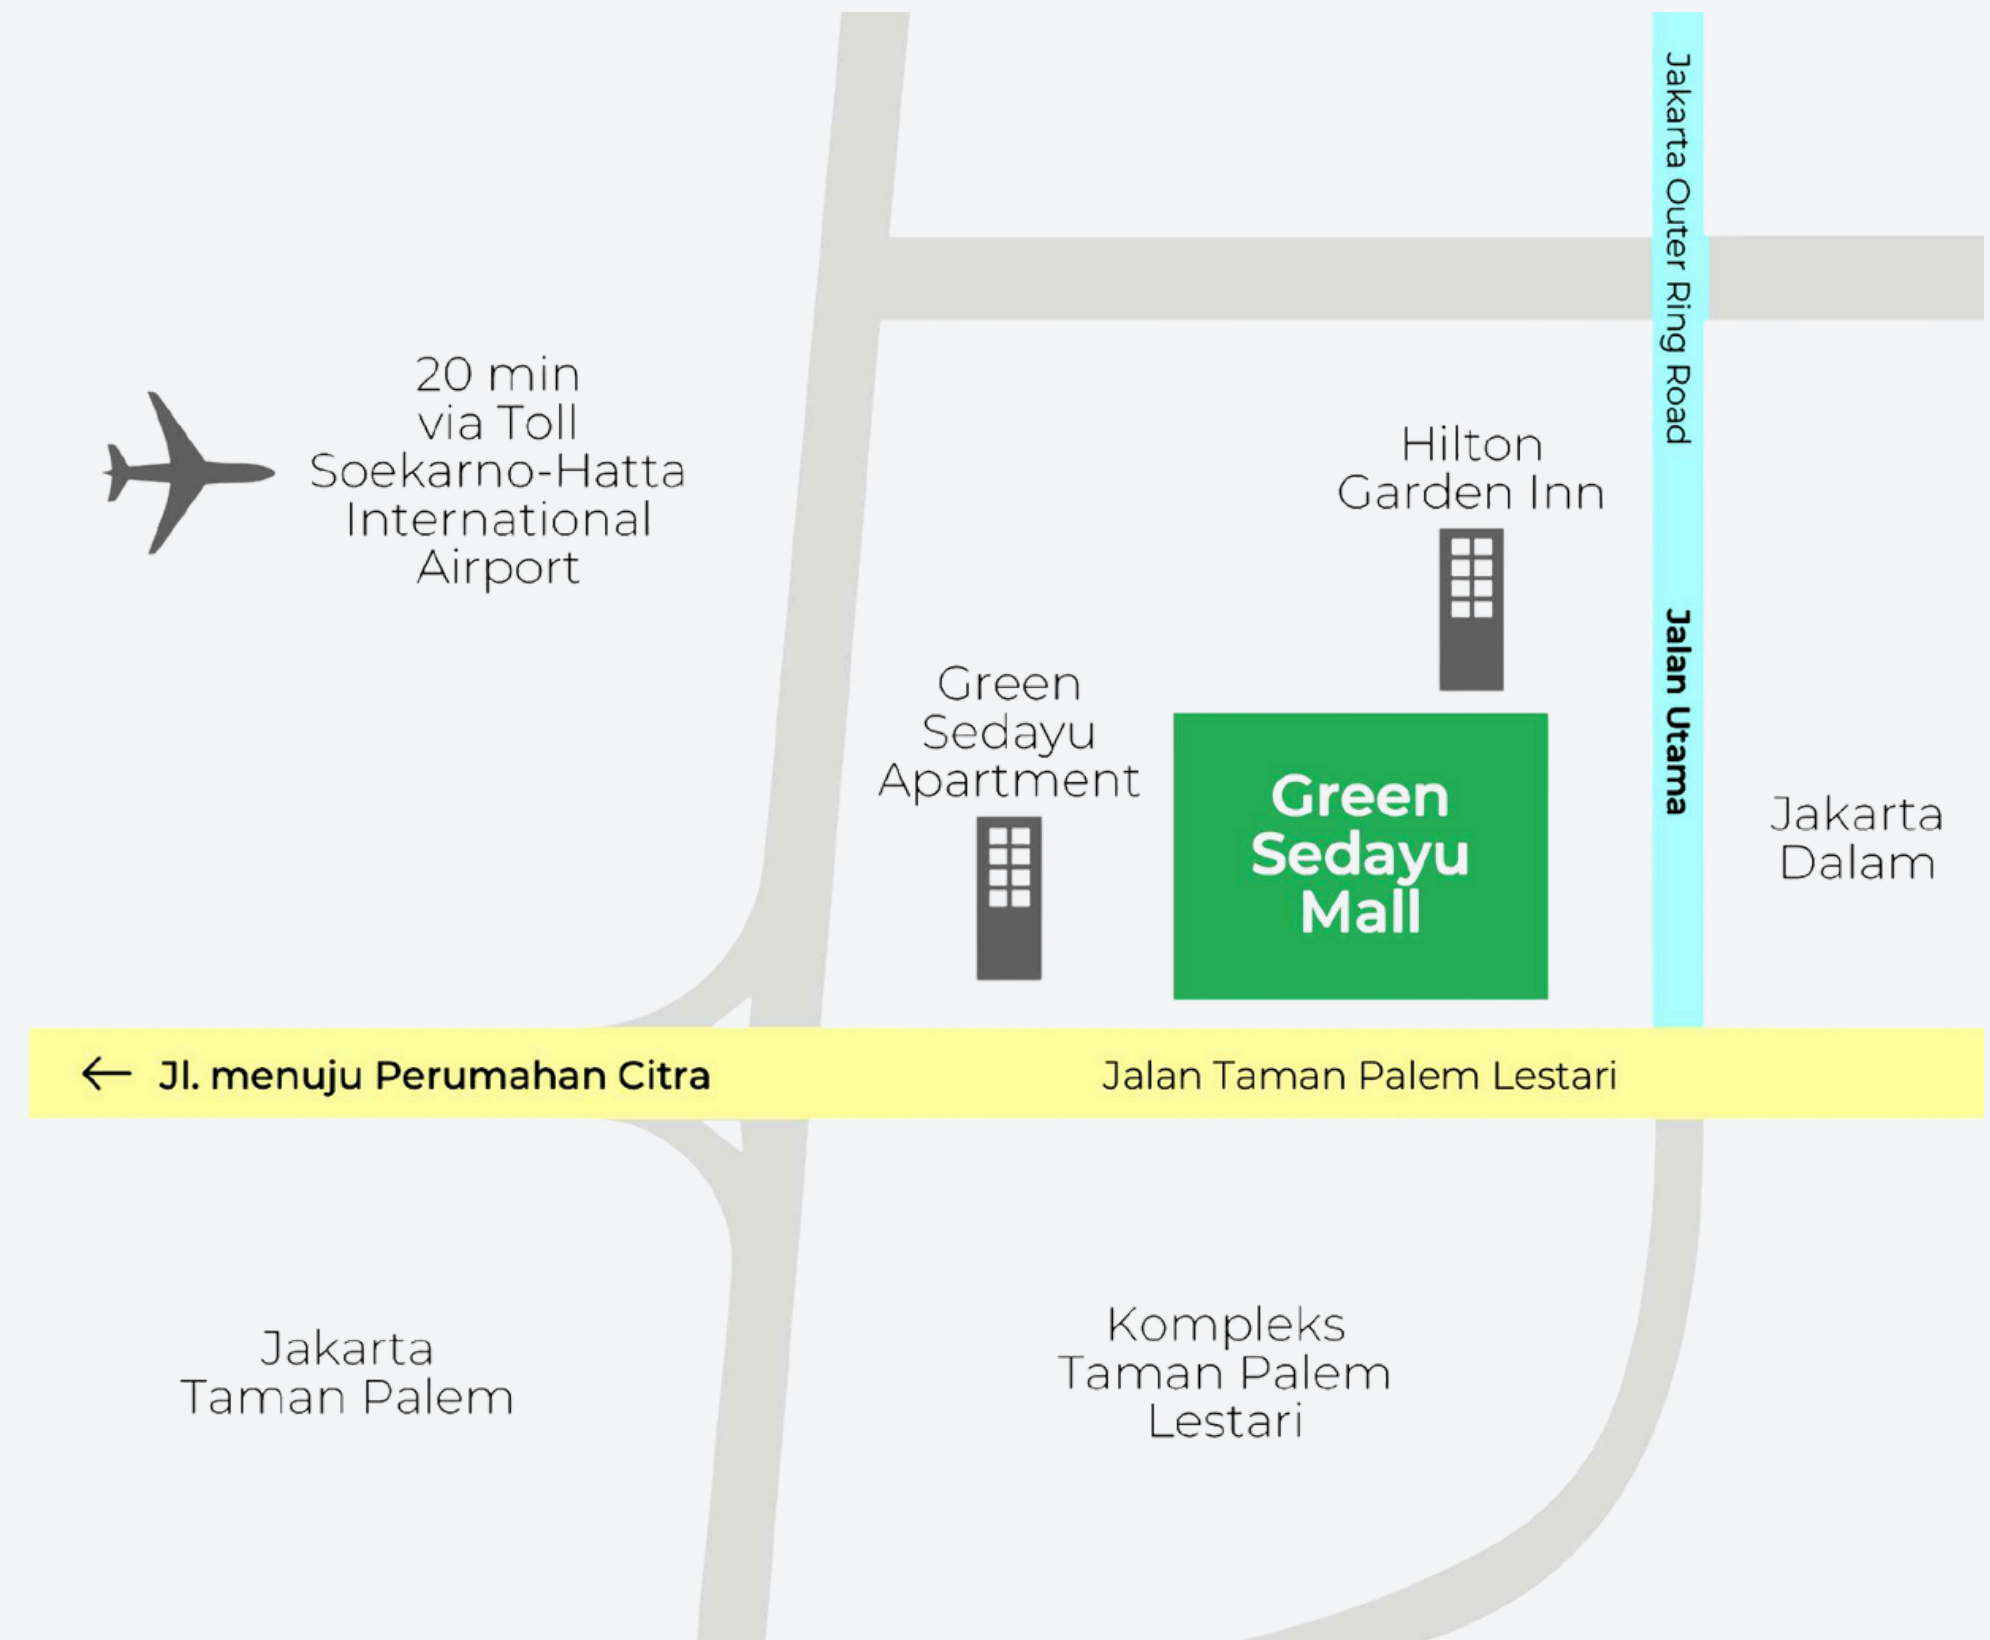 Jakarta Outer Ring Road
Jalan Utama
20 min
via Toll
Soekarno-Hatta
International
Airport
Hilton
Garden Inn
Green
Sedayu
Apartment
Green
Sedayu
Mall
Jakarta
Dalam
← Jl. menuju Perumahan Citra
Jalan Taman Palem Lestari
Jakarta
Taman Palem
Kompleks
Taman Palem
Lestari